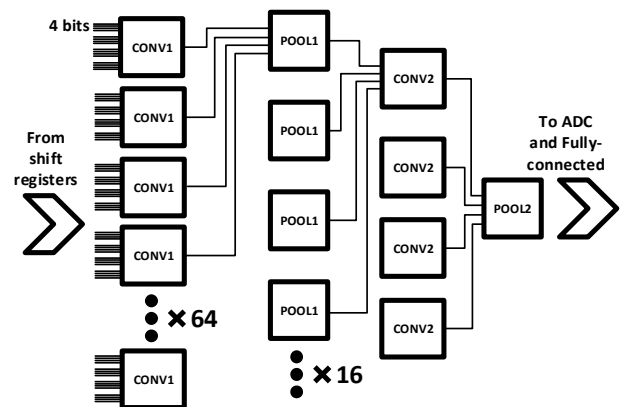 4 bits
CONV1
CONV1
CONV1
CONV1
CONV1
× 64
From
shift
registers
POOL1
POOL1
POOL1
POOL1
× 16
CONV2
CONV2
CONV2
CONV2
POOL2
To ADC
and Fully-
connected